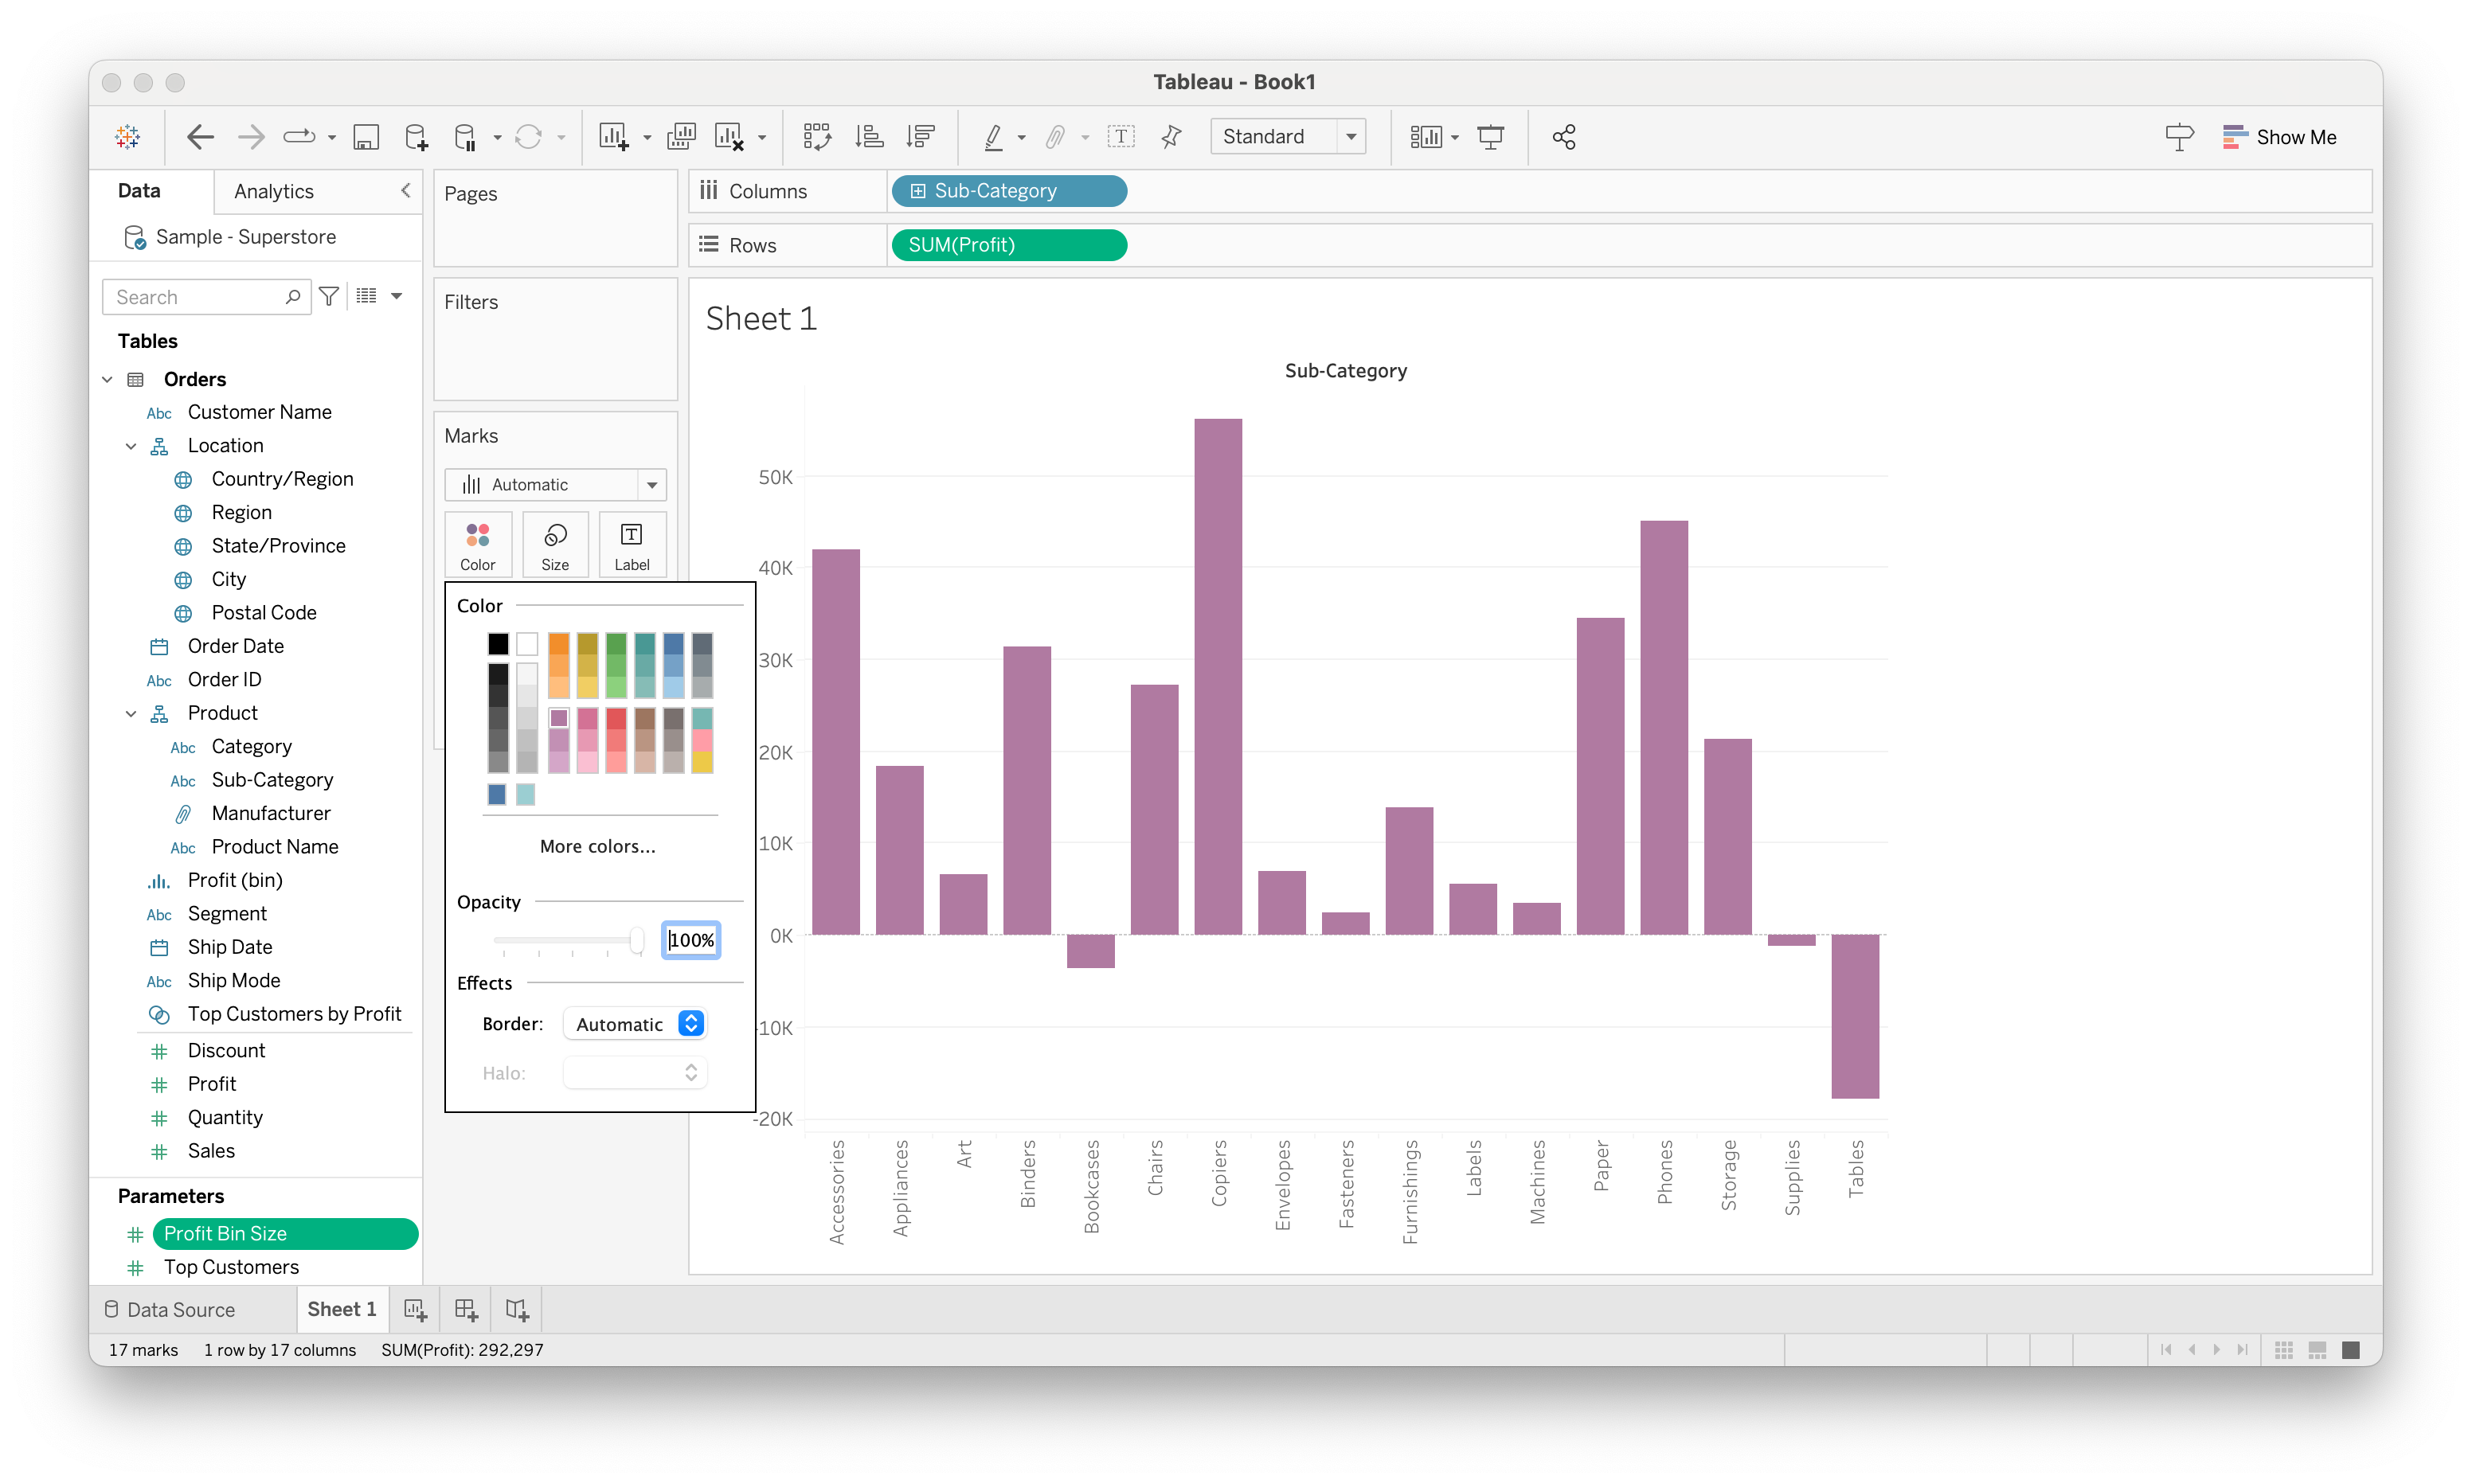 Tableau - Book1
Standard
Show Me
Data
Analytics
Sample - Superstore
Search
Tables
Orders
Abc Customer Name
Location
Country/Region
Region
State/Province
City
Postal Code
Order Date
Abc Order ID
Product
Abc Category
Abc Sub-Category
Manufacturer
Abc Product Name
Profit (bin)
Abc Segment
Ship Date
Abc Ship Mode
Top Customers by Profit
Discount
Profit
Quantity
Sales
Parameters
Profit Bin Size
Top Customers
Pages
Filters
Marks
Automatic
Color
Size
Label
Color
More colors...
Opacity
100%
Effects
Border: Automatic
Halo:
Columns Sub-Category
Rows SUM(Profit)
Sheet 1
Sub-Category
50K
40K
30K
20K
10K
0K
-10K
-20K
Accessories
Appliances
Art
Binders
Bookcases
Chairs
Copiers
Envelopes
Fasteners
Furnishings
Labels
Machines
Paper
Phones
Storage
Supplies
Tables
Data Source
Sheet 1
17 marks 1 row by 17 columns SUM(Profit): 292,297